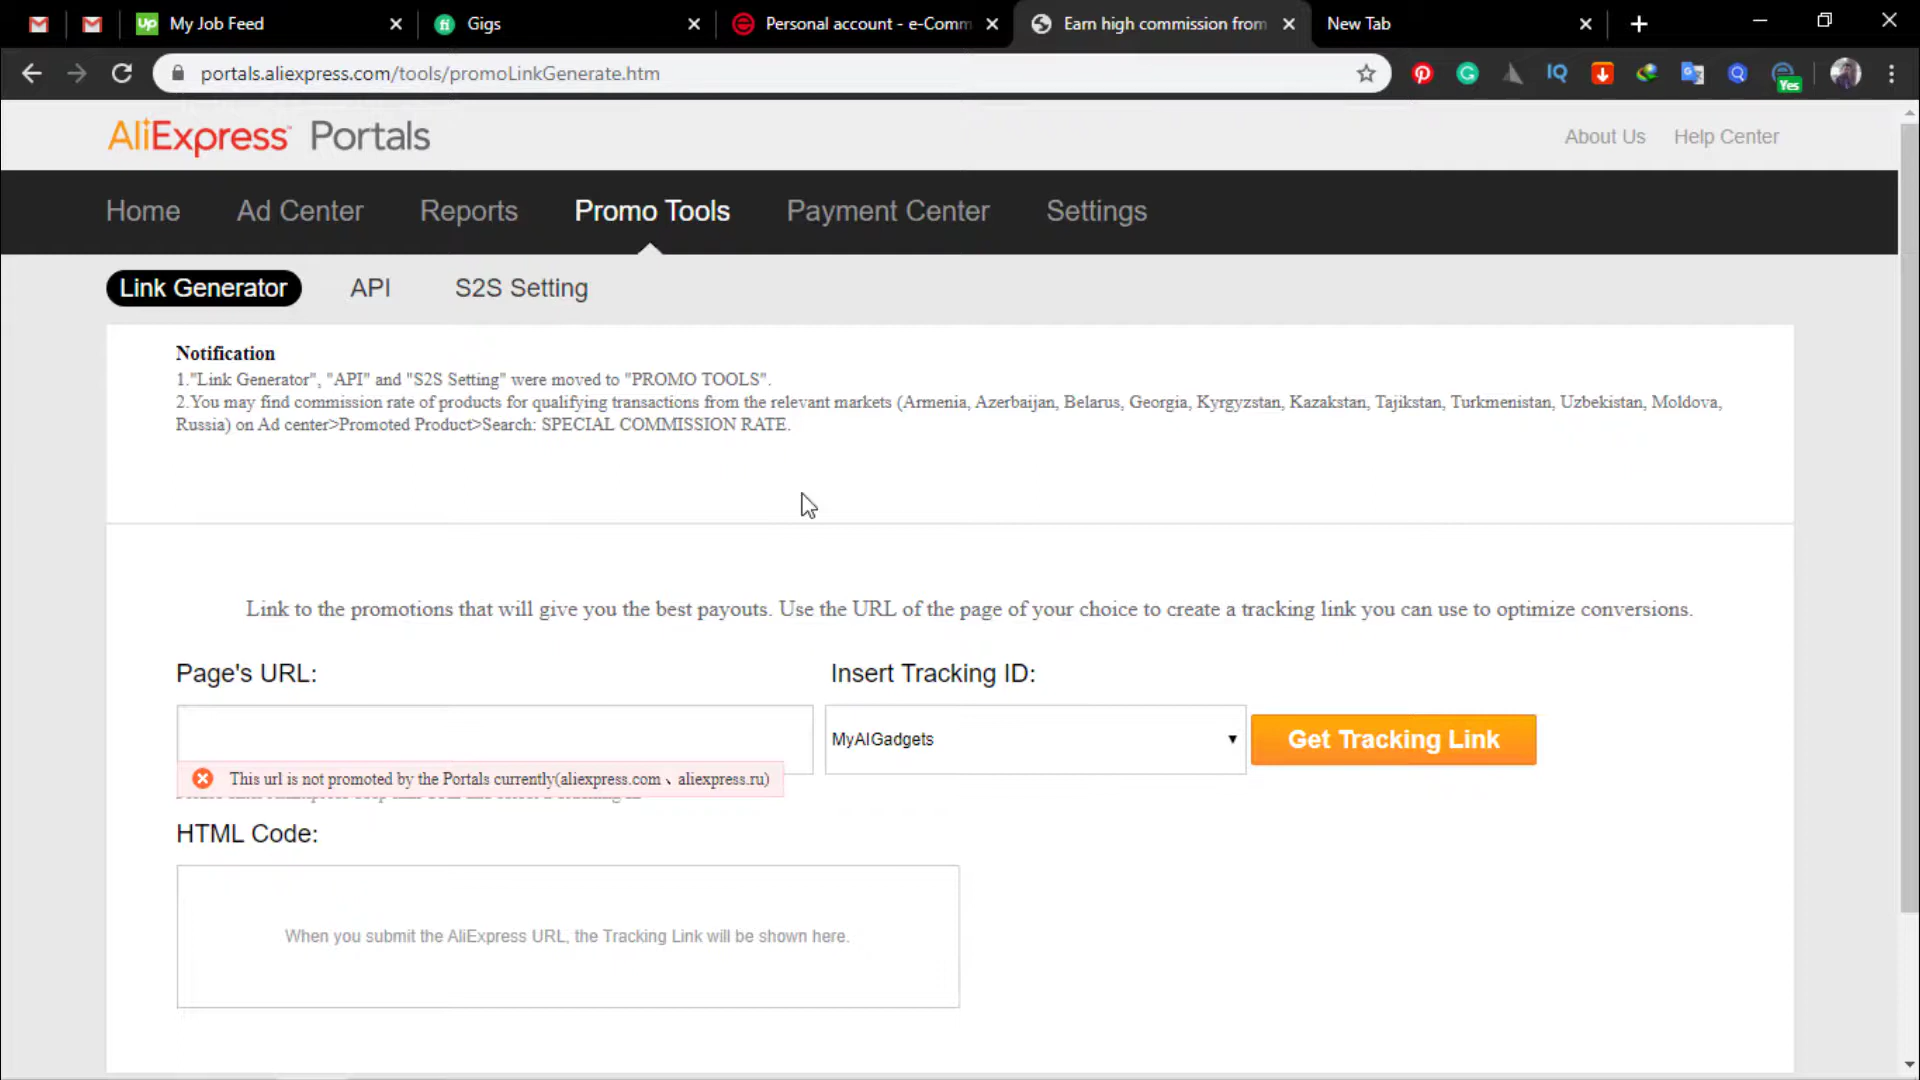 My Job Feed
Gigs
Personal account - e-Comm
Earn high commission from
New Tab
portals.aliexpress.com/tools/promoLinkGenerate.htm
Yes
AliExpress Portals
About Us
Help Center
Home
Ad Center
Reports
Promo Tools
Payment Center
Settings
Link Generator
API
S2S Setting
Notification
1."Link Generator", "API" and "S2S Setting" were moved to "PROMO TOOLS".
2.You may find commission rate of products for qualifying transactions from the relevant markets (Armenia, Azerbaijan, Belarus, Georgia, Kyrgyzstan, Kazakstan, Tajikstan, Turkmenistan, Uzbekistan, Moldova,
Russia) on Ad center>Promoted Product>Search: SPECIAL COMMISSION RATE.
Link to the promotions that will give you the best payouts. Use the URL of the page of your choice to create a tracking link you can use to optimize conversions.
Page's URL:
Insert Tracking ID:
MyAIGadgets
Get Tracking Link
This url is not promoted by the Portals currently(aliexpress.com、aliexpress.ru)
HTML Code:
When you submit the AliExpress URL, the Tracking Link will be shown here.